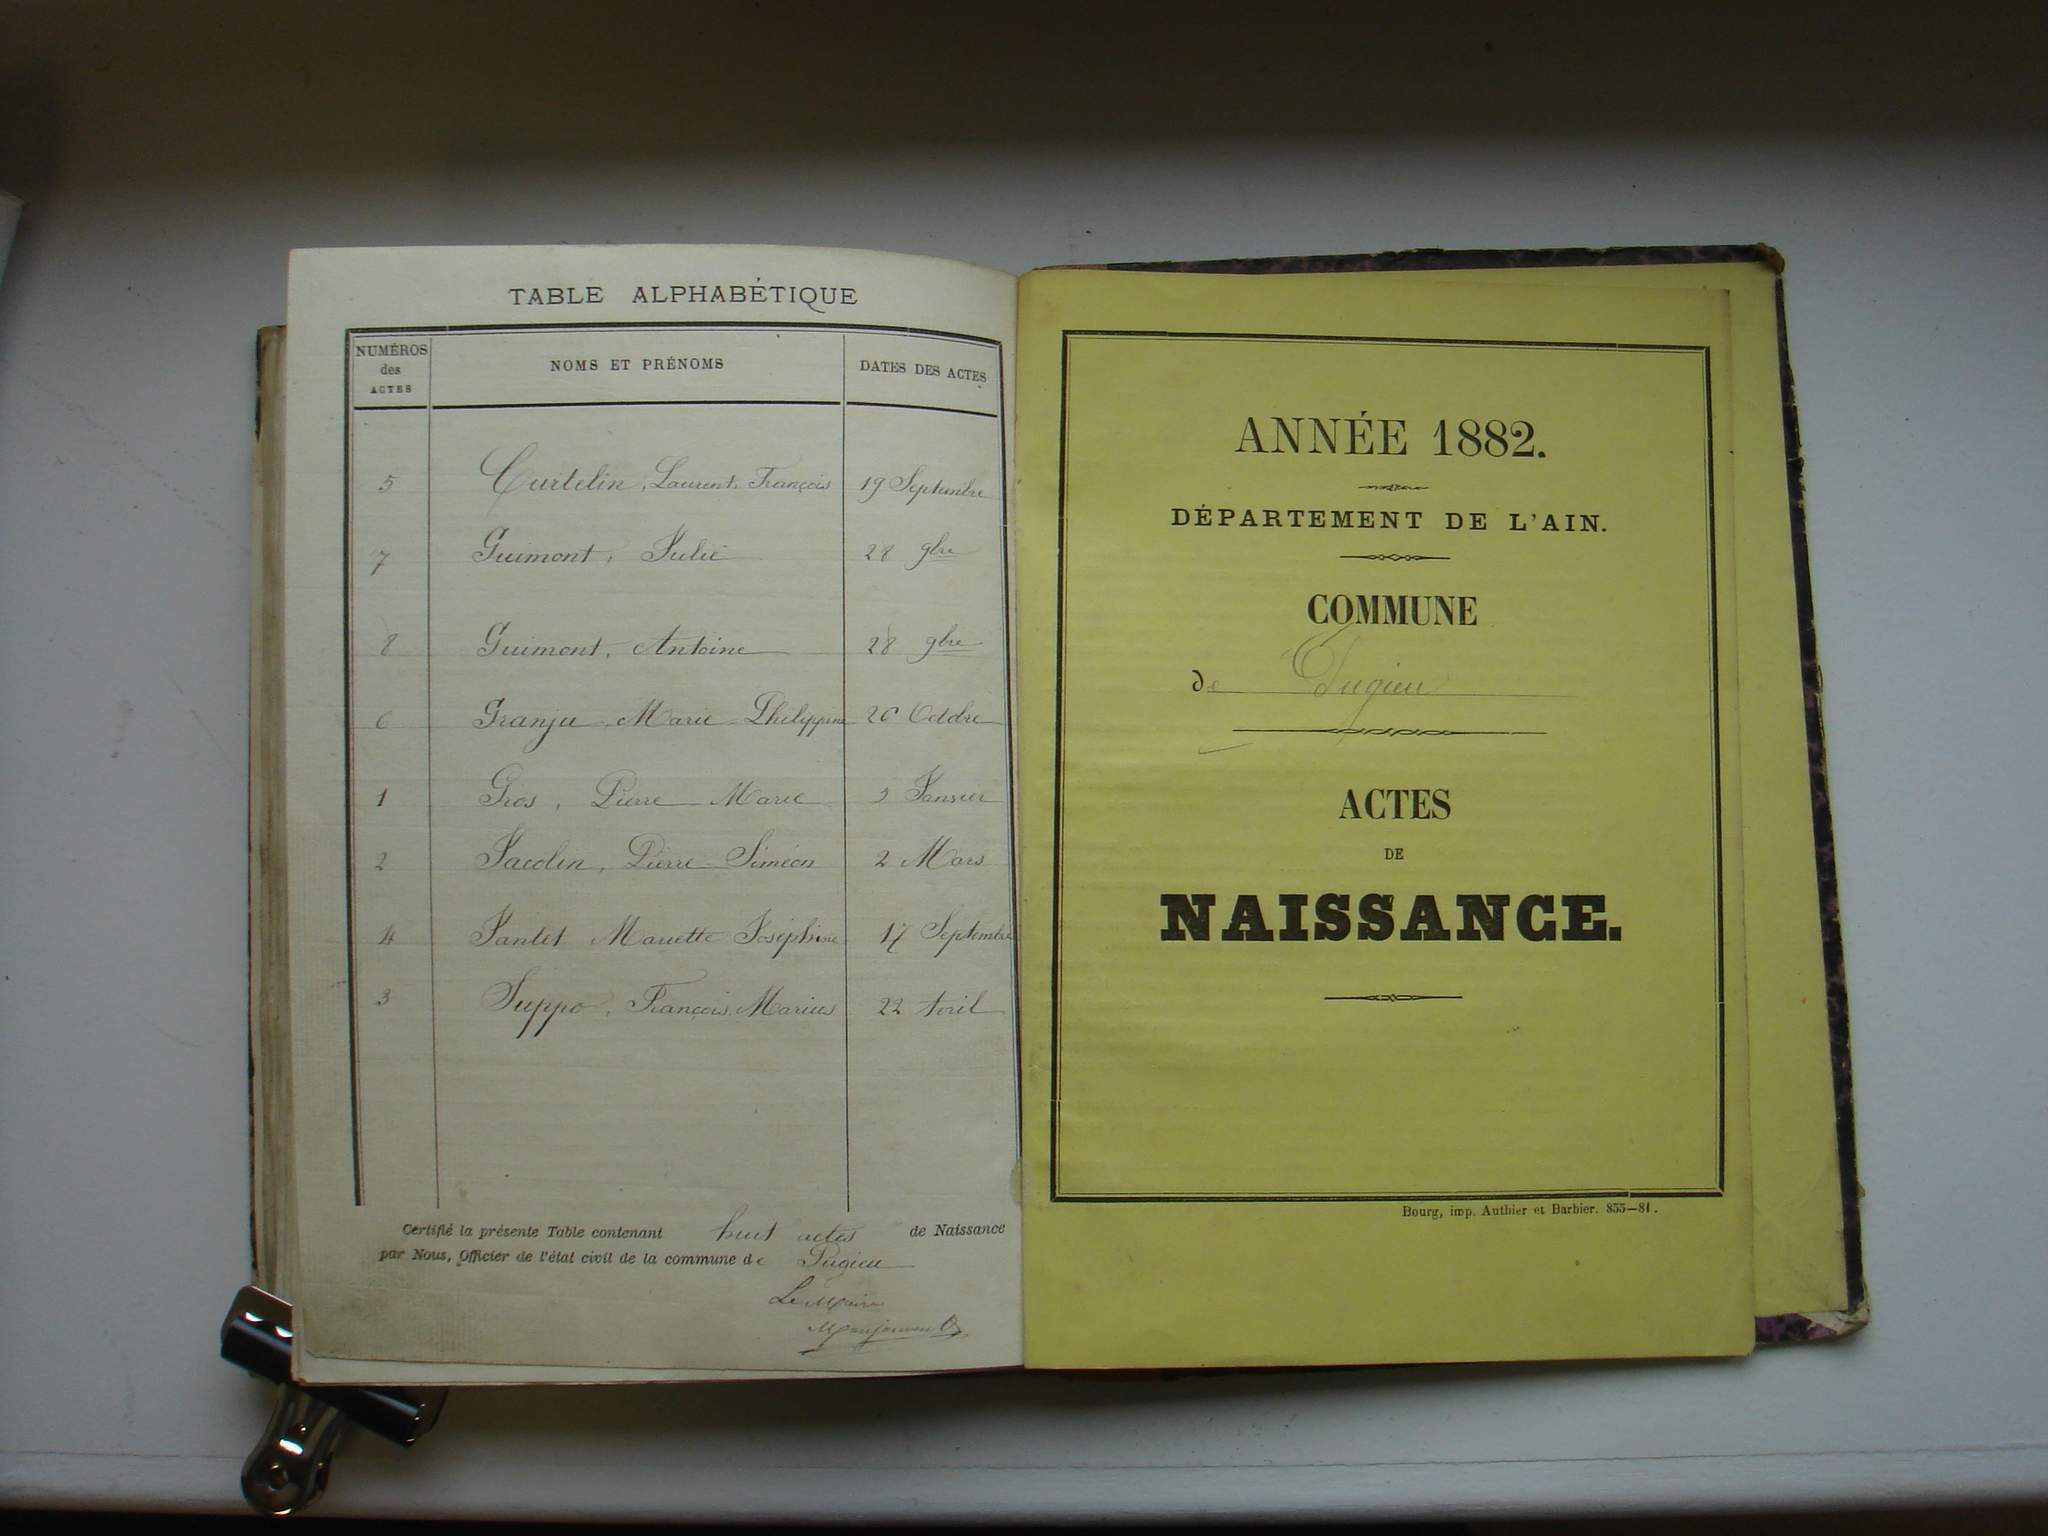 TABLE ALPHABÉTIQUE
NUMÉROS des ACTES
NOMS ET PRÉNOMS
DATES DES ACTES
5 Curtelin, Laurent, François 19 Septembre
7 Guimont, Julie 28 9bre
8 Guimont, Antoine 28 9bre
6 Granju, Marie Philippine 26 Octobre
1 Gros, Pierre Marie Janvier
2 Jacolin, Pierre Siméon 2 Mars
4 Jantet Mariette Joséphine 17 Septembre
3 Suppo, François Marius 22 Avril
Certifié la présente Table contenant huit actes de Naissance
par Nous, Officier de l'état civil de la commune de Pugieu
Le Maire
ANNÉE 1882.
DÉPARTEMENT DE L'AIN.
COMMUNE
de Pugieu
ACTES
DE
NAISSANCE.
Bourg, imp. Authier et Barbier. 855—81.